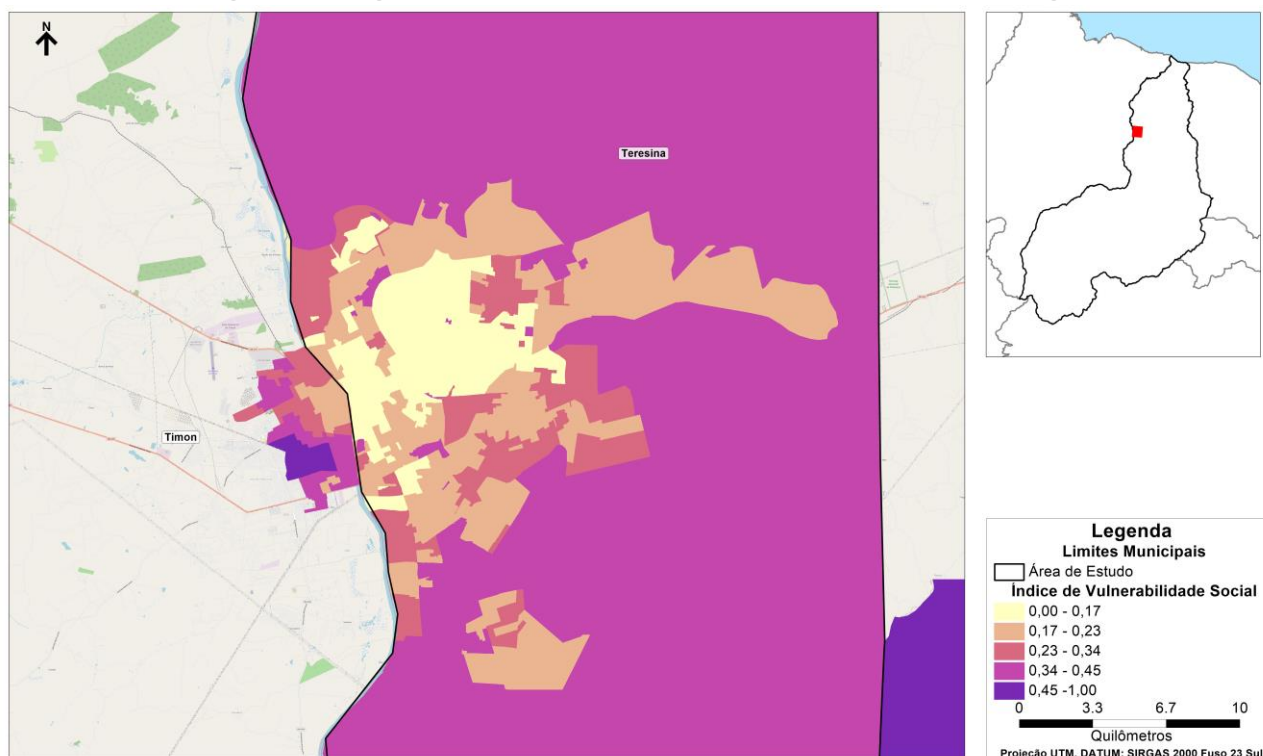 N
Teresina
Timon
Legenda
Limites Municipais
Área de Estudo
Índice de Vulnerabilidade Social
0,00 - 0,17
0,17 - 0,23
0,23 - 0,34
0,34 - 0,45
0,45 -1,00
0 3.3 6.7 10
Quilômetros
Projeção UTM, DATUM: SIRGAS 2000 Fuso 23 Sul